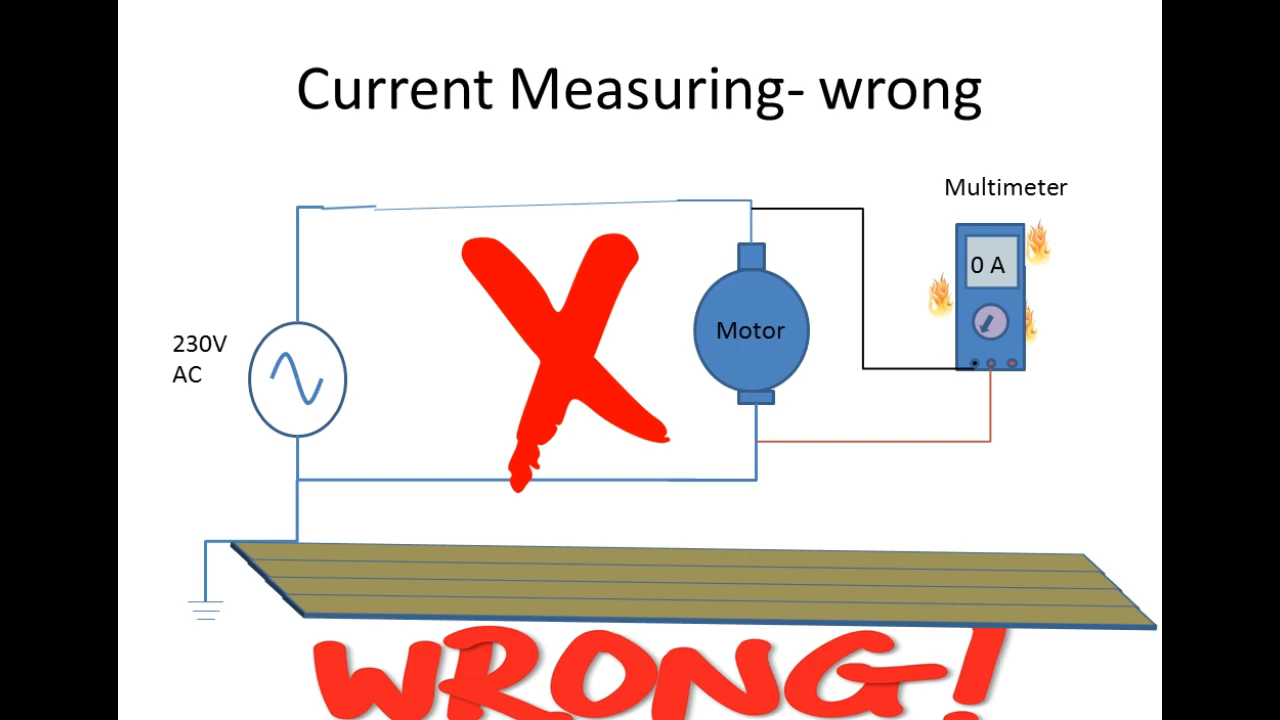 Current Measuring- wrong
Multimeter
0 A
Motor
230V
AC
WRONG!